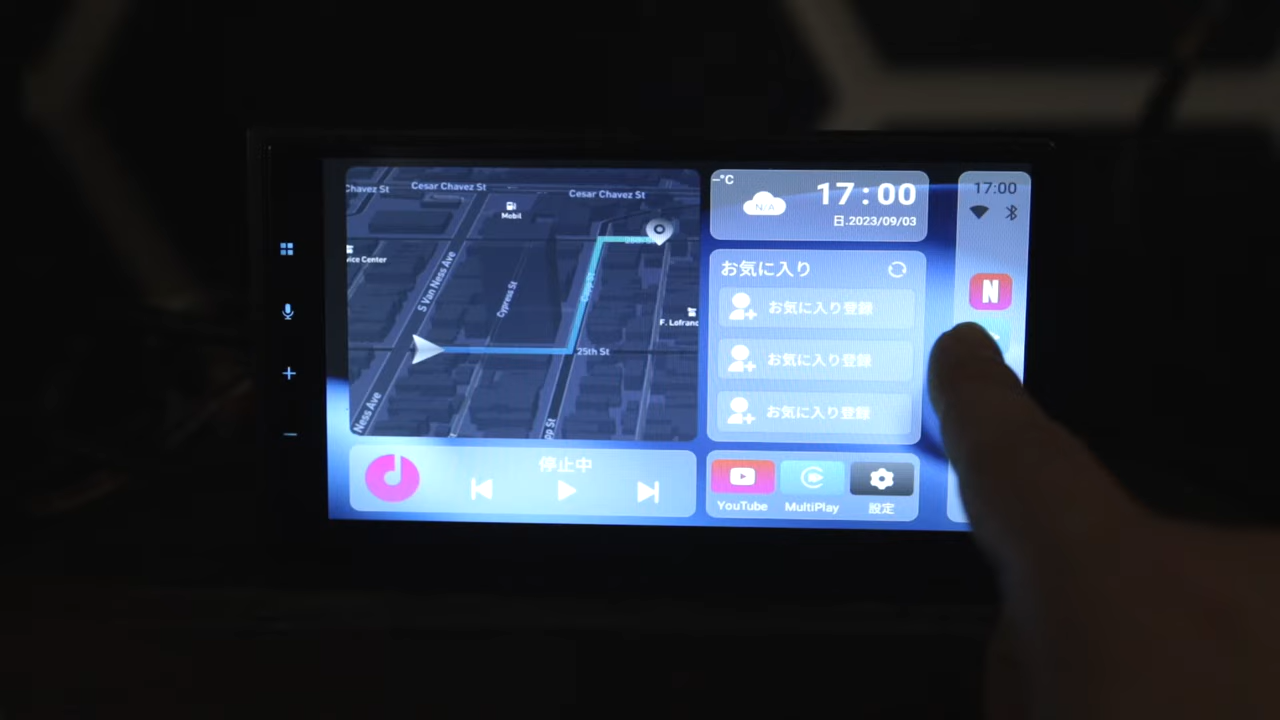 Chavez St
Cesar Chavez St
Cesar Chavez St
Mobil
vice Center
S Van Ness Ave
Cypress St
F. Lofranc
25th St
Ness Ave
pp St
停止中
–°C
N/A
17:00
日.2023/09/03
お気に入り
お気に入り登録
お気に入り登録
お気に入り登録
YouTube
MultiPlay
設定
17:00
N